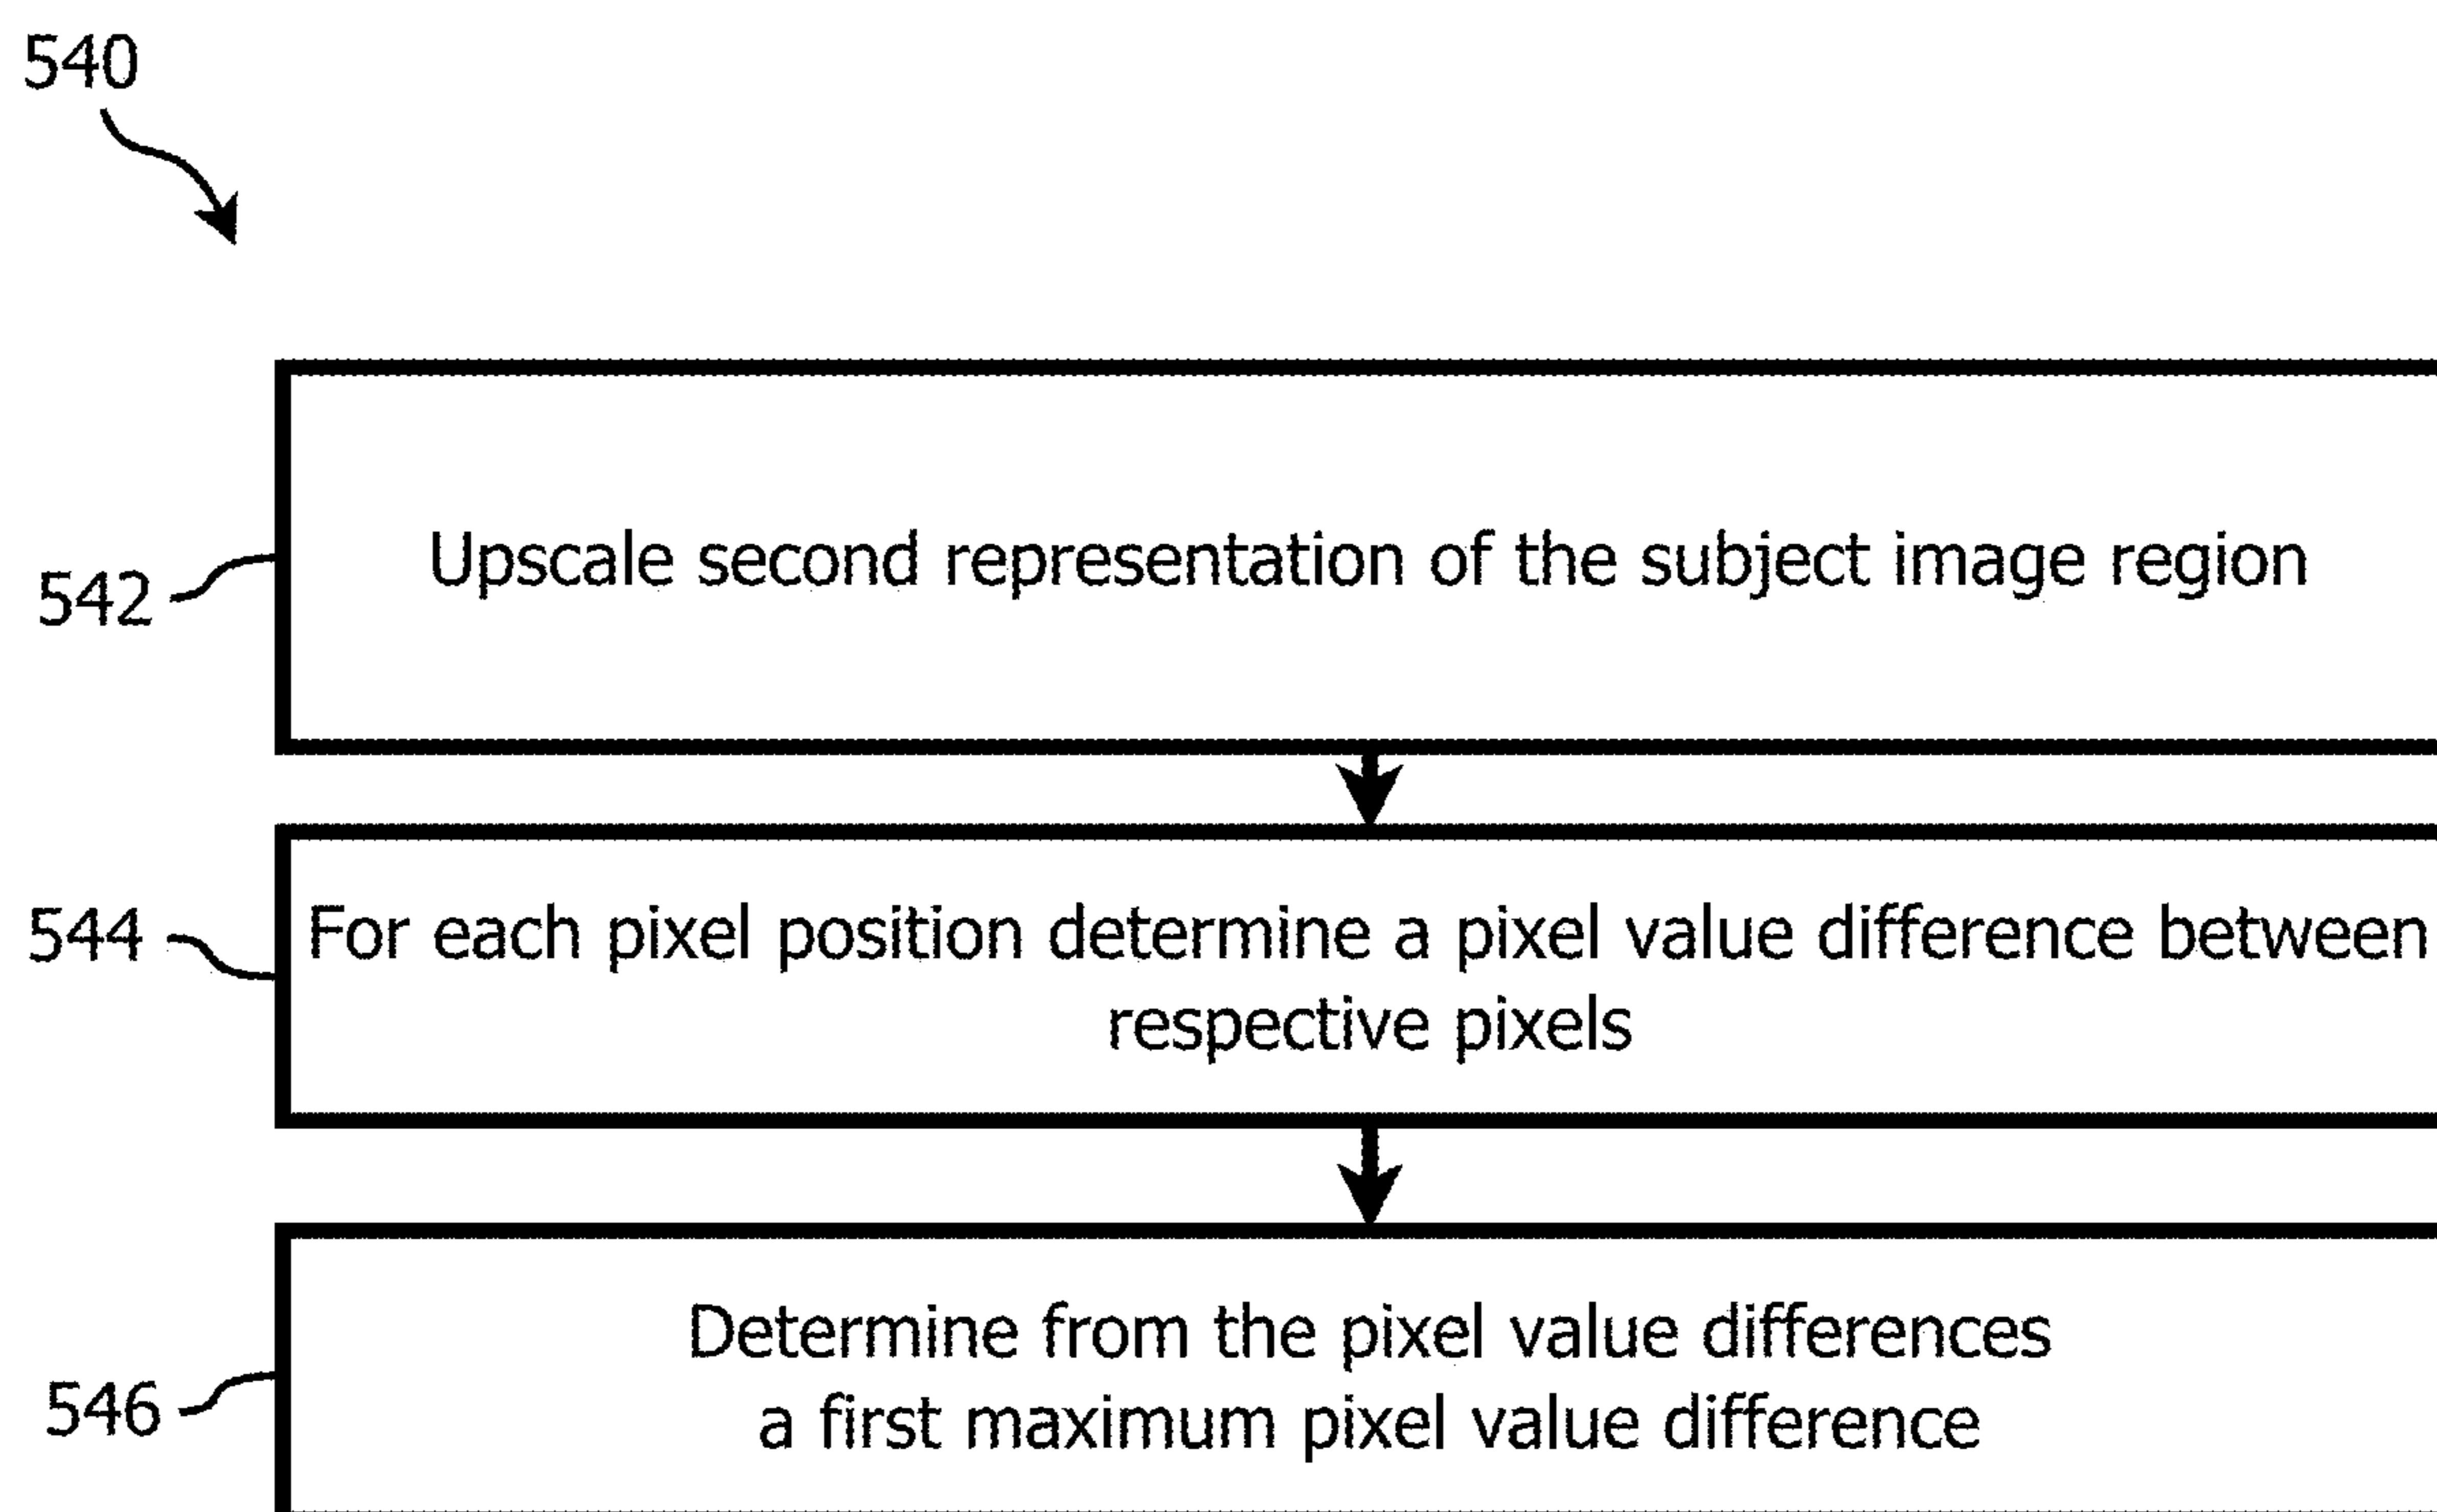 540
542
Upscale second representation of the subject image region
544
For each pixel position determine a pixel value difference between
respective pixels
546
Determine from the pixel value differences
a first maximum pixel value difference